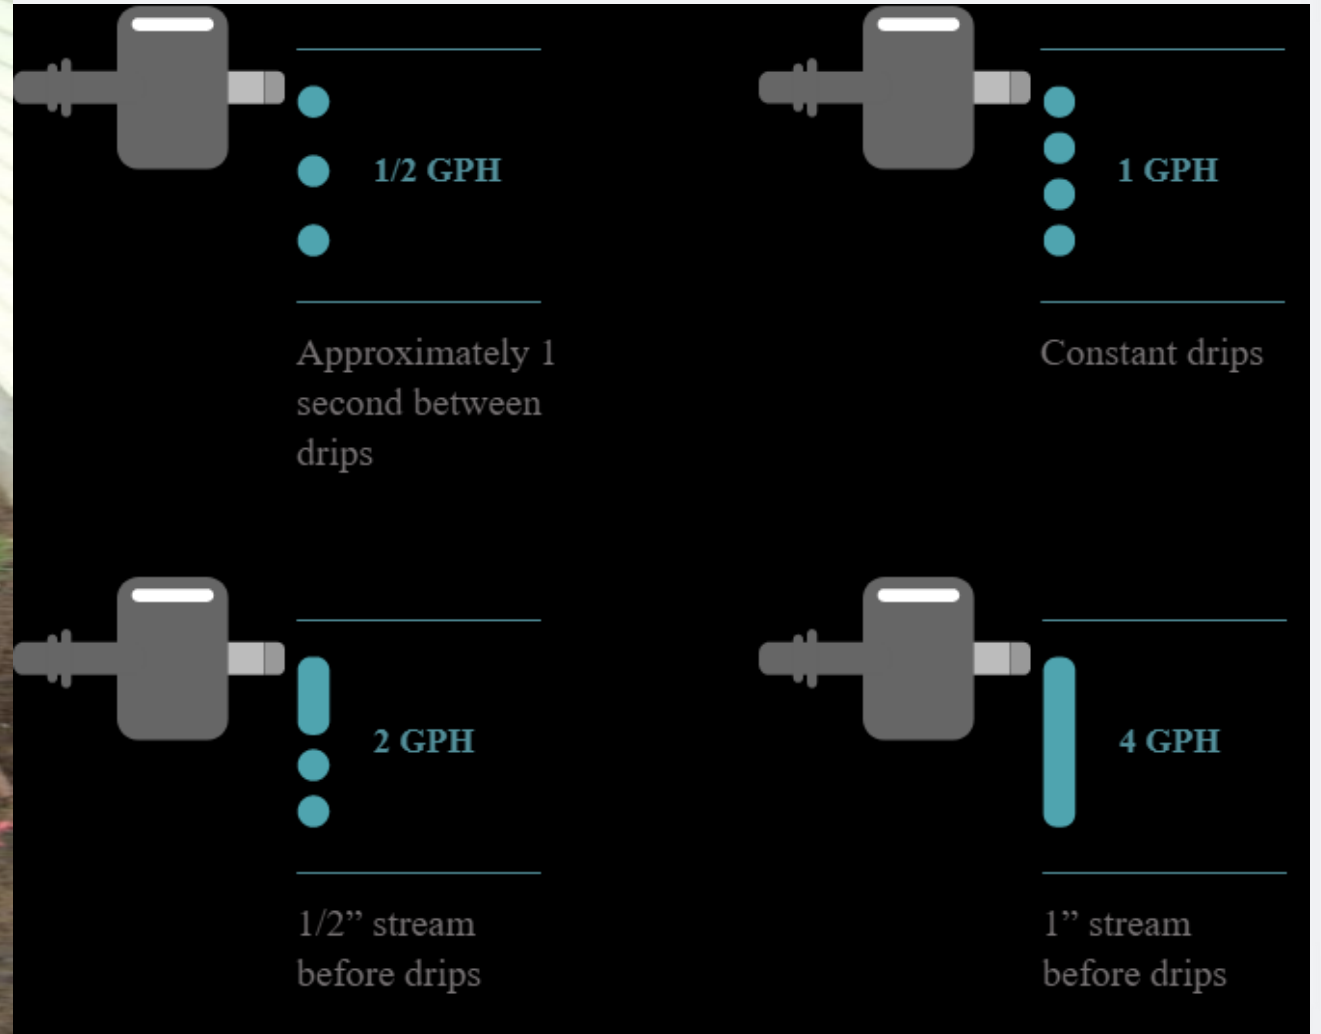 1/2 GPH
Approximately 1
second between
drips
1 GPH
Constant drips
2 GPH
1/2” stream
before drips
4 GPH
1” stream
before drips